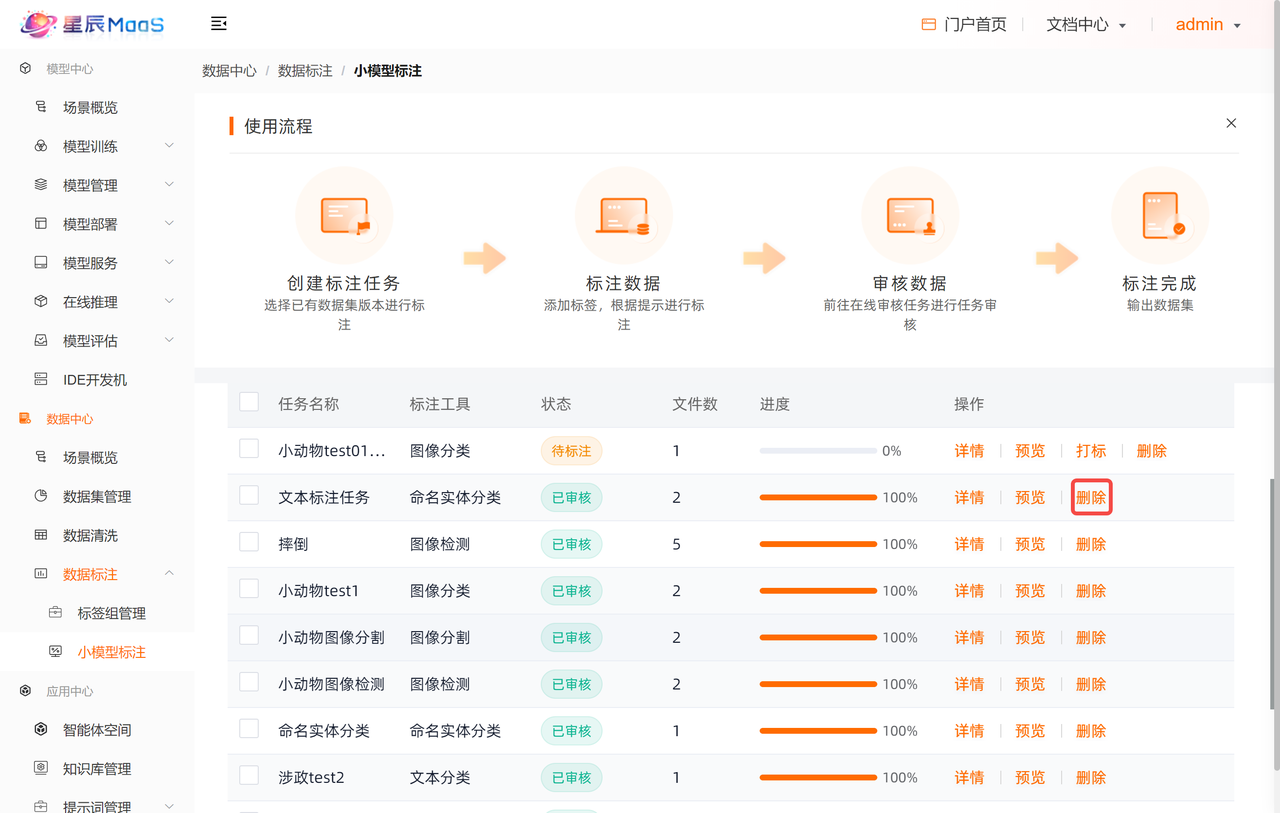 星辰MaaS
门户首页
文档中心
admin
模型中心
场景概览
模型训练
模型管理
模型部署
模型服务
在线推理
模型评估
IDE开发机
数据中心
场景概览
数据集管理
数据清洗
数据标注
标签组管理
小模型标注
应用中心
智能体空间
知识库管理
提示词管理
数据中心 / 数据标注 / 小模型标注
使用流程
创建标注任务
选择已有数据集版本进行标
注
标注数据
添加标签，根据提示进行标
注
审核数据
前往在线审核任务进行任务审
核
标注完成
输出数据集
任务名称 标注工具 状态 文件数 进度 操作
小动物test01... 图像分类 待标注 1 0% 详情 预览 打标 删除
文本标注任务 命名实体分类 已审核 2 100% 详情 预览 删除
摔倒 图像检测 已审核 5 100% 详情 预览 删除
小动物test1 图像分类 已审核 2 100% 详情 预览 删除
小动物图像分割 图像分割 已审核 2 100% 详情 预览 删除
小动物图像检测 图像检测 已审核 2 100% 详情 预览 删除
命名实体分类 命名实体分类 已审核 1 100% 详情 预览 删除
涉政test2 文本分类 已审核 1 100% 详情 预览 删除